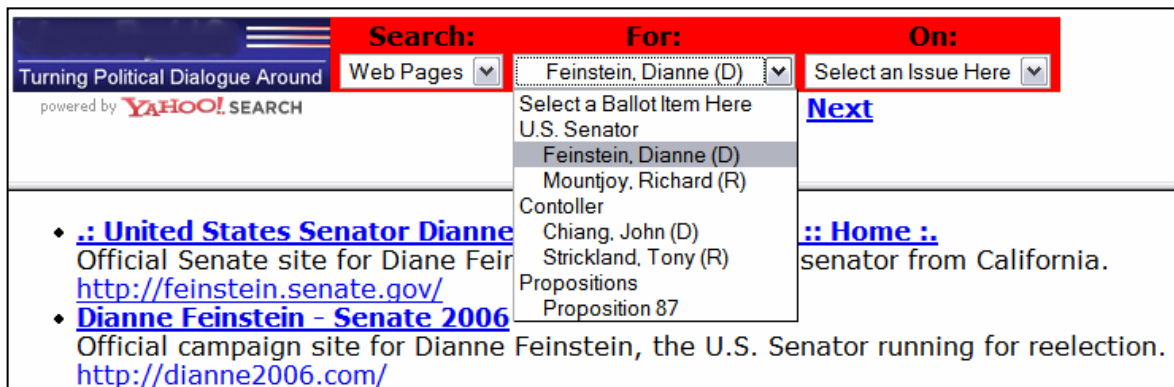 Search: For: On:
Turning Political Dialogue Around Web Pages Feinstein, Dianne (D) Select an Issue Here
powered by YAHOO! SEARCH
Select a Ballot Item Here
Next
U.S. Senator
Feinstein, Dianne (D)
Mountjoy, Richard (R)
Contoller
Chiang, John (D)
Strickland, Tony (R)
Propositions
Proposition 87
.: United States Senator Dianne :: Home :.
Official Senate site for Diane senator from California.
http://feinstein.senate.gov/
Dianne Feinstein - Senate 2006
Official campaign site for Dianne Feinstein, the U.S. Senator running for reelection.
http://dianne2006.com/